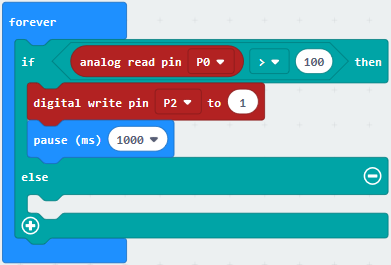 forever
if analog read pin P0 > 100 then
digital write pin P2 to 1
pause (ms) 1000
else